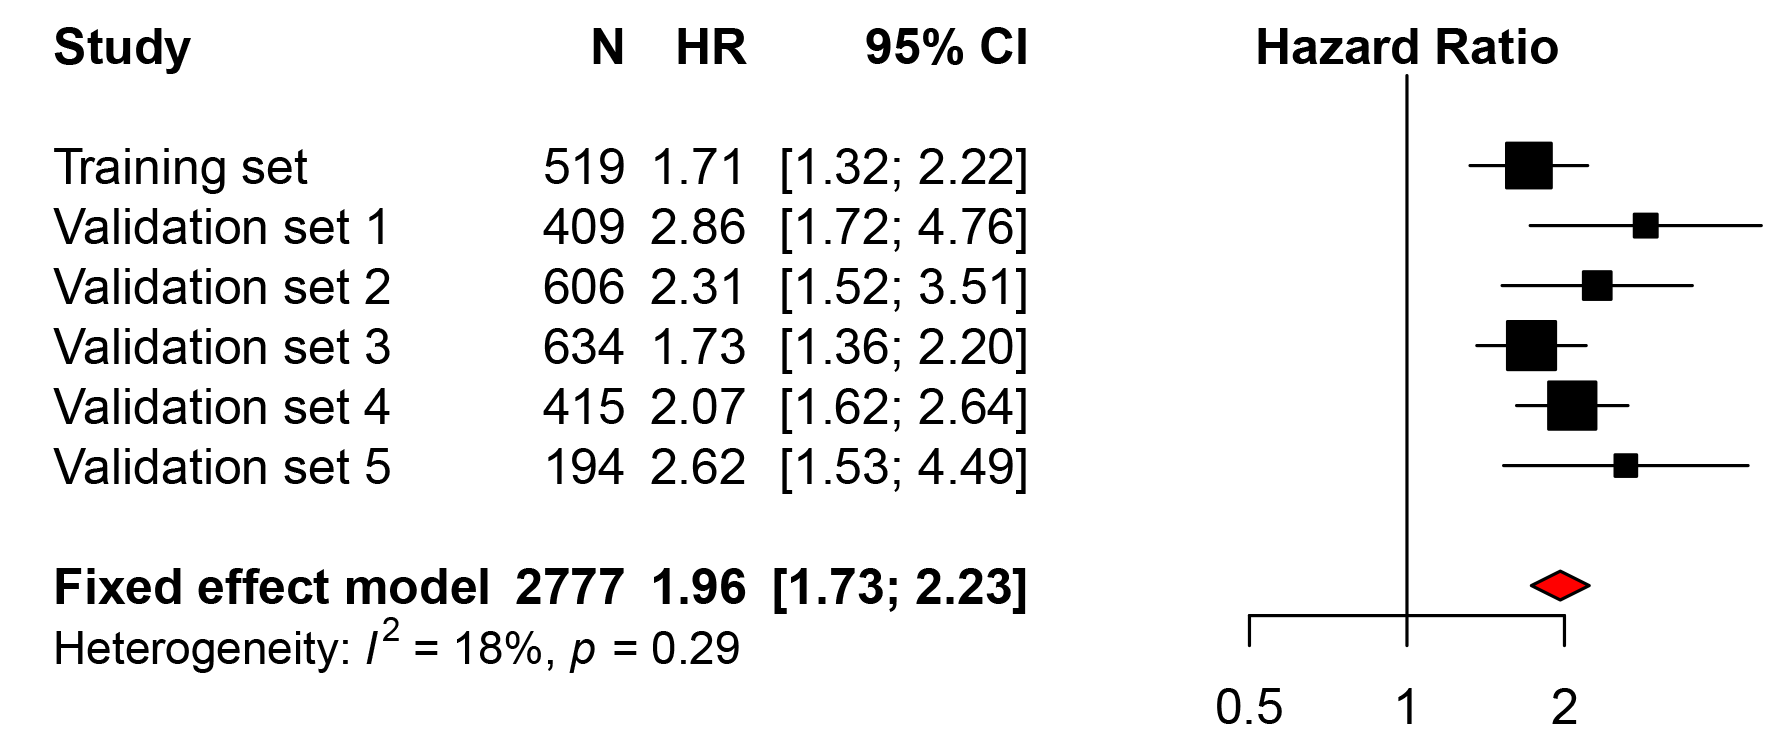 Study N HR 95% CI Hazard Ratio
Training set 519 1.71 [1.32; 2.22]
Validation set 1 409 2.86 [1.72; 4.76]
Validation set 2 606 2.31 [1.52; 3.51]
Validation set 3 634 1.73 [1.36; 2.20]
Validation set 4 415 2.07 [1.62; 2.64]
Validation set 5 194 2.62 [1.53; 4.49]
Fixed effect model 2777 1.96 [1.73; 2.23]
Heterogeneity: I² = 18%, p = 0.29
0.5 1 2